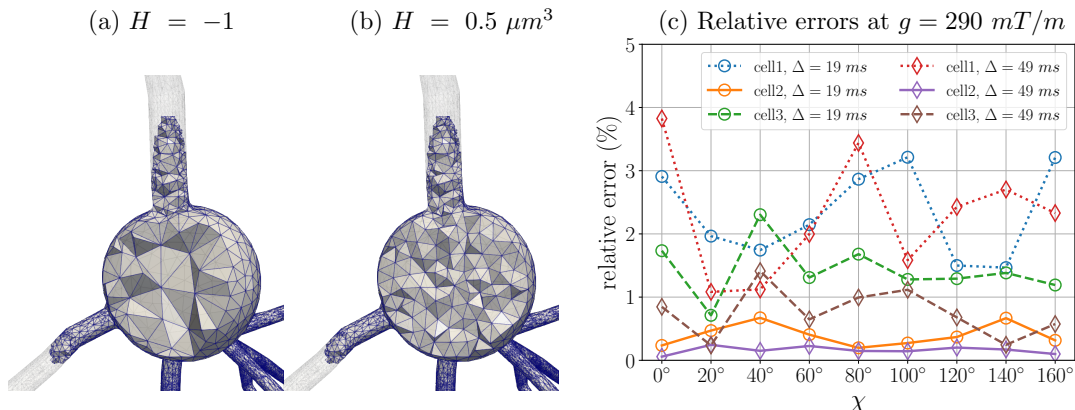 (a) H = −1
(b) H = 0.5 μm³
(c) Relative errors at g = 290 mT/m
cell1, Δ = 19 ms
cell2, Δ = 19 ms
cell3, Δ = 19 ms
cell1, Δ = 49 ms
cell2, Δ = 49 ms
cell3, Δ = 49 ms
relative error (%)
5
4
3
2
1
0
0° 20° 40° 60° 80° 100° 120° 140° 160°
χ